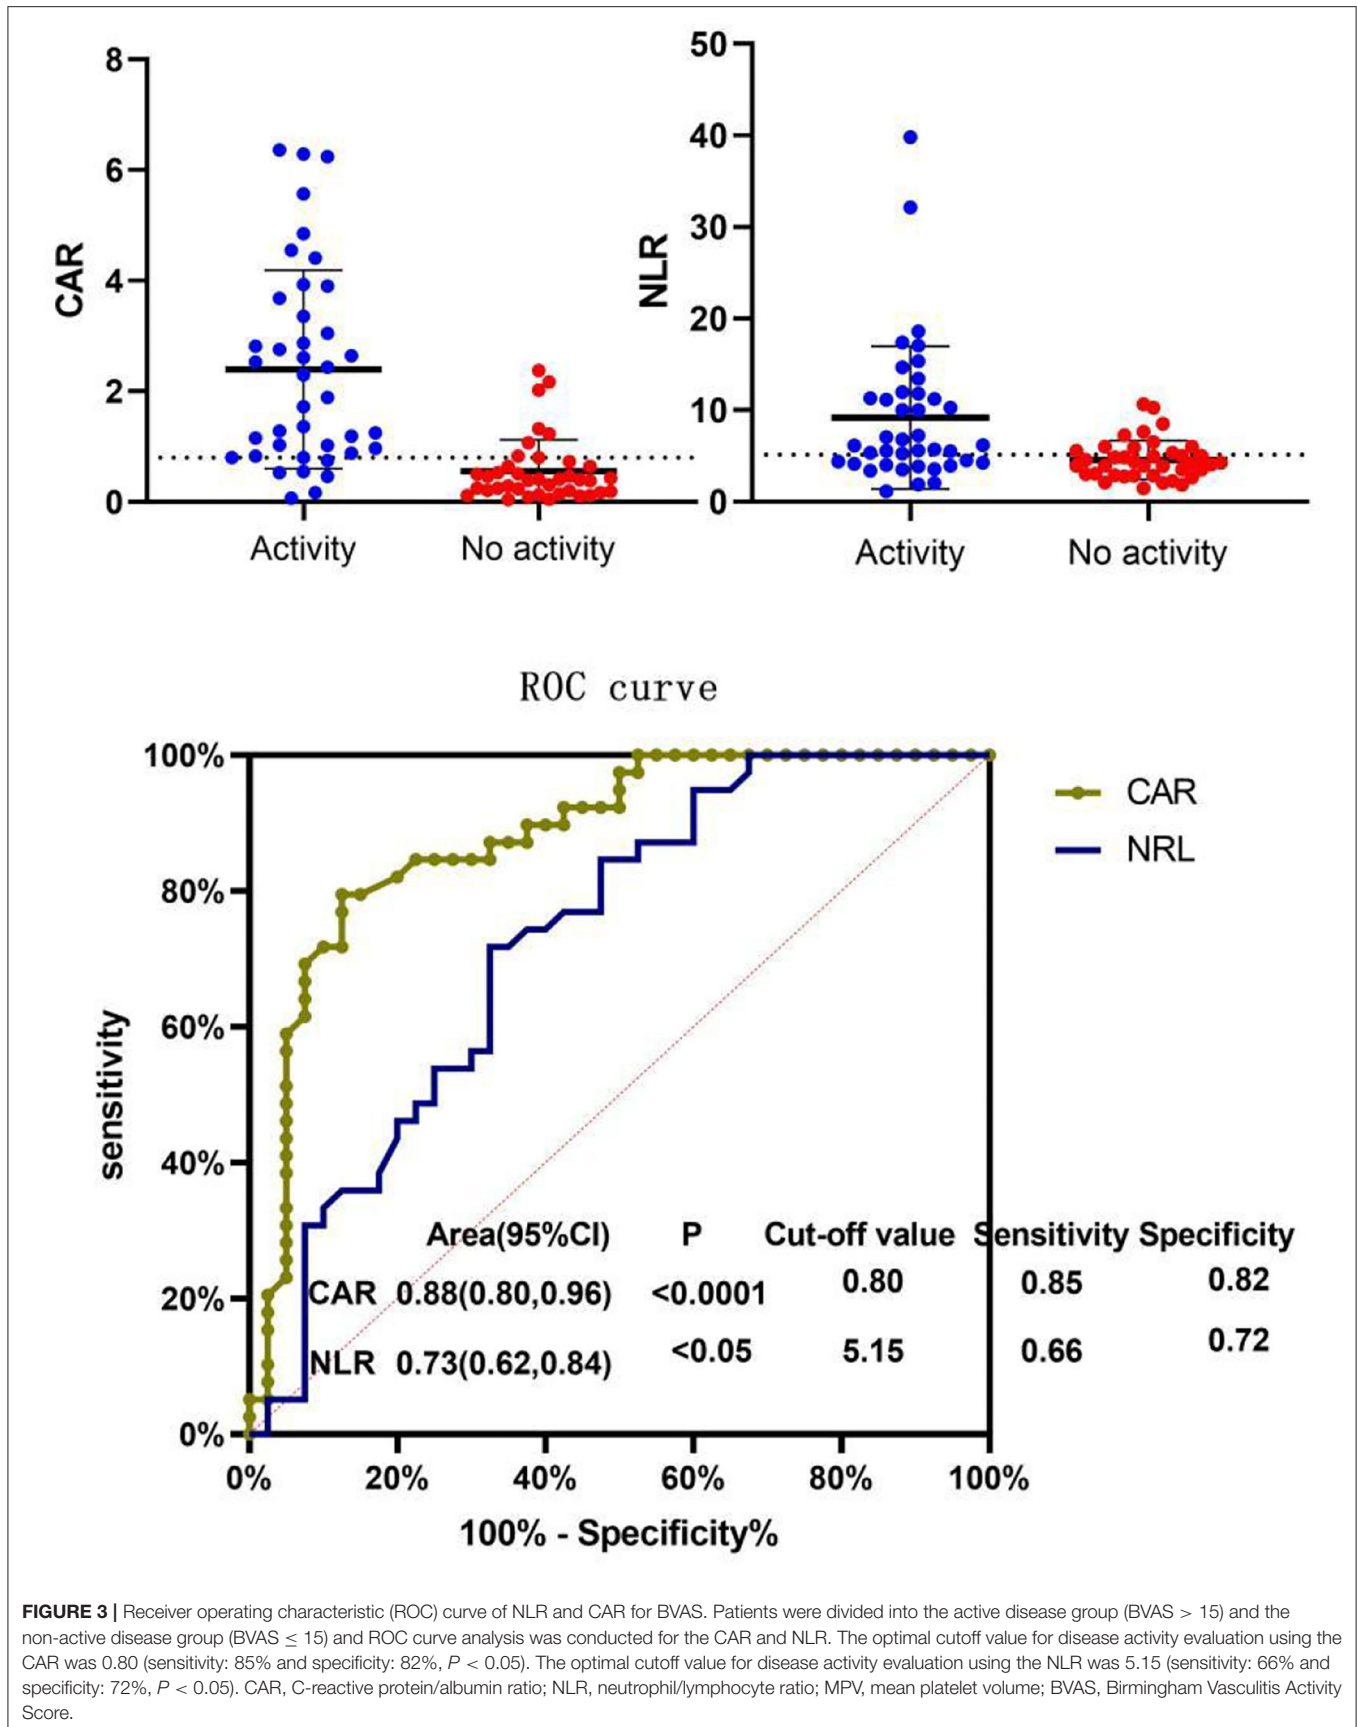 8
6
4
2
0
CAR
Activity
No activity
50
40
30
20
10
0
NLR
Activity
No activity
ROC curve
100%
80%
60%
40%
20%
0%
sensitivity
CAR
NRL
Area(95%CI) P Cut-off value Sensitivity Specificity
CAR 0.88(0.80,0.96) <0.0001 0.80 0.85 0.82
NLR 0.73(0.62,0.84) <0.05 5.15 0.66 0.72
0% 20% 40% 60% 80% 100%
100% - Specificity%
FIGURE 3 | Receiver operating characteristic (ROC) curve of NLR and CAR for BVAS. Patients were divided into the active disease group (BVAS > 15) and the
non-active disease group (BVAS ≤ 15) and ROC curve analysis was conducted for the CAR and NLR. The optimal cutoff value for disease activity evaluation using the
CAR was 0.80 (sensitivity: 85% and specificity: 82%, P < 0.05). The optimal cutoff value for disease activity evaluation using the NLR was 5.15 (sensitivity: 66% and
specificity: 72%, P < 0.05). CAR, C-reactive protein/albumin ratio; NLR, neutrophil/lymphocyte ratio; MPV, mean platelet volume; BVAS, Birmingham Vasculitis Activity
Score.